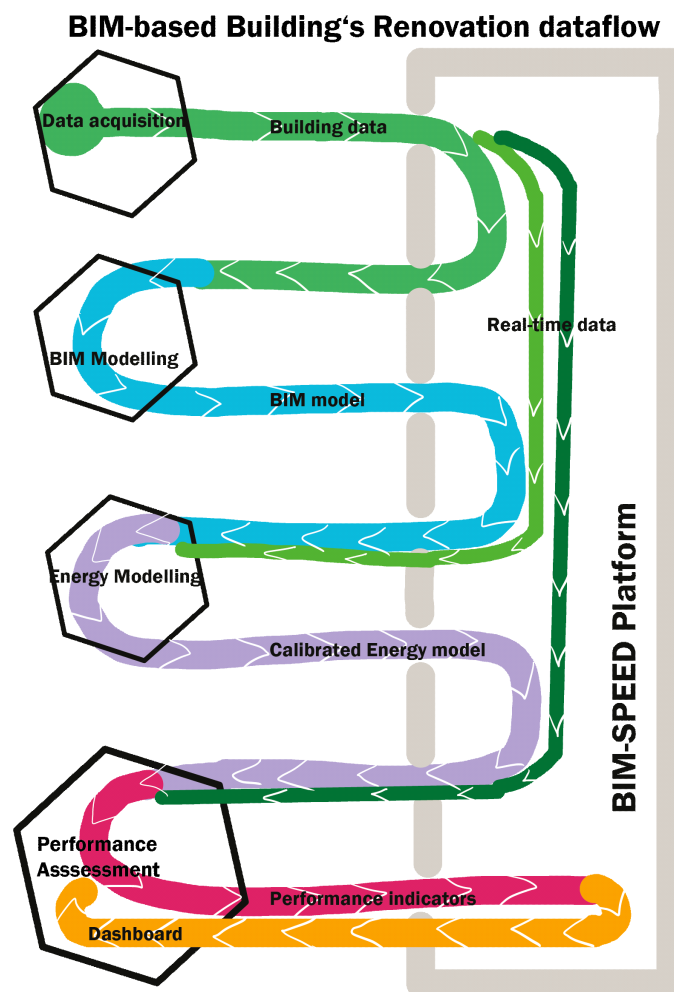 BIM-based Building‘s Renovation dataflow
Data acquisition
Building data
Real-time data
BIM Modelling
BIM model
Energy Modelling
Calibrated Energy model
BIM-SPEED Platform
Performance
Asssessment
Performance indicators
Dashboard